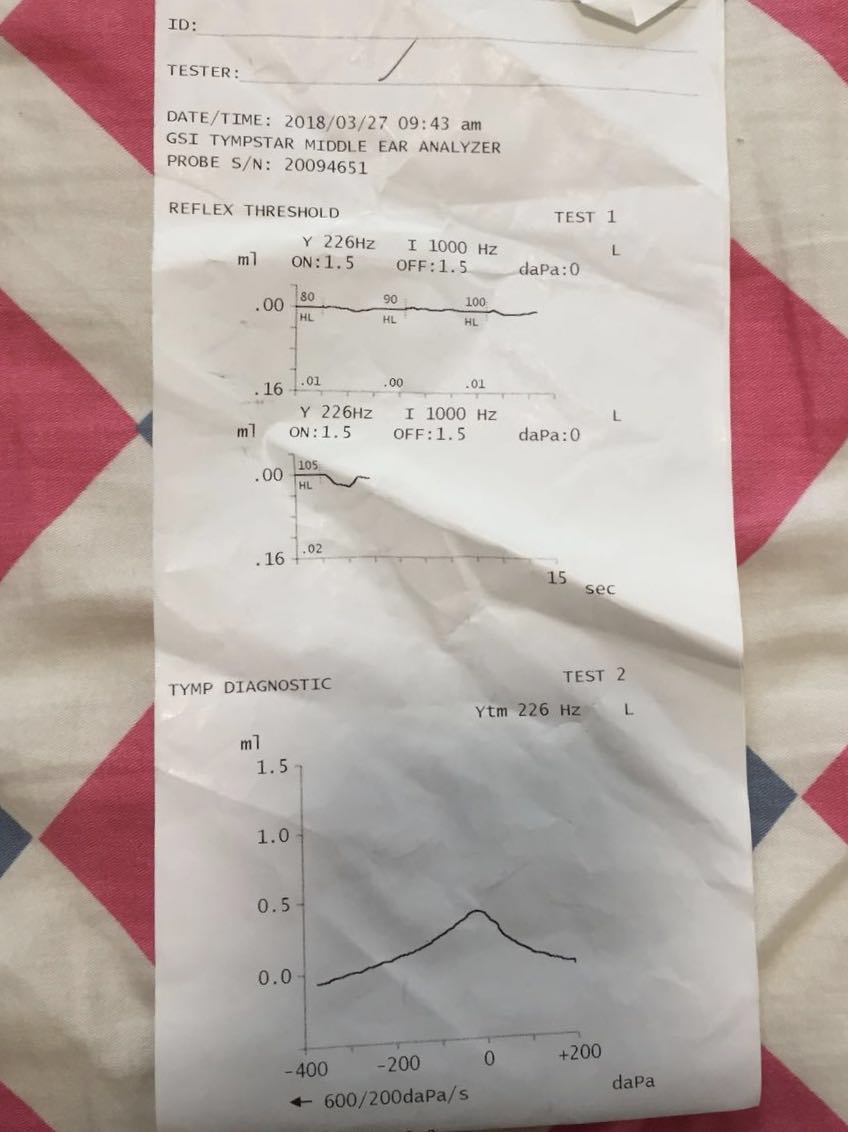 ID:
TESTER:
DATE/TIME: 2018/03/27 09:43 am
GSI TYMPSTAR MIDDLE EAR ANALYZER
PROBE S/N: 20094651
REFLEX THRESHOLD TEST 1
Y 226Hz I 1000 Hz L
ml ON:1.5 OFF:1.5 daPa:0
80 90 100
.00
HL HL HL
.01 .00 .01
.16
Y 226Hz I 1000 Hz L
ml ON:1.5 OFF:1.5 daPa:0
105
.00
HL
.02
.16
15 sec
TYMP DIAGNOSTIC TEST 2
Ytm 226 Hz L
ml
1.5
1.0
0.5
0.0
-400 -200 0 +200
daPa
← 600/200daPa/s